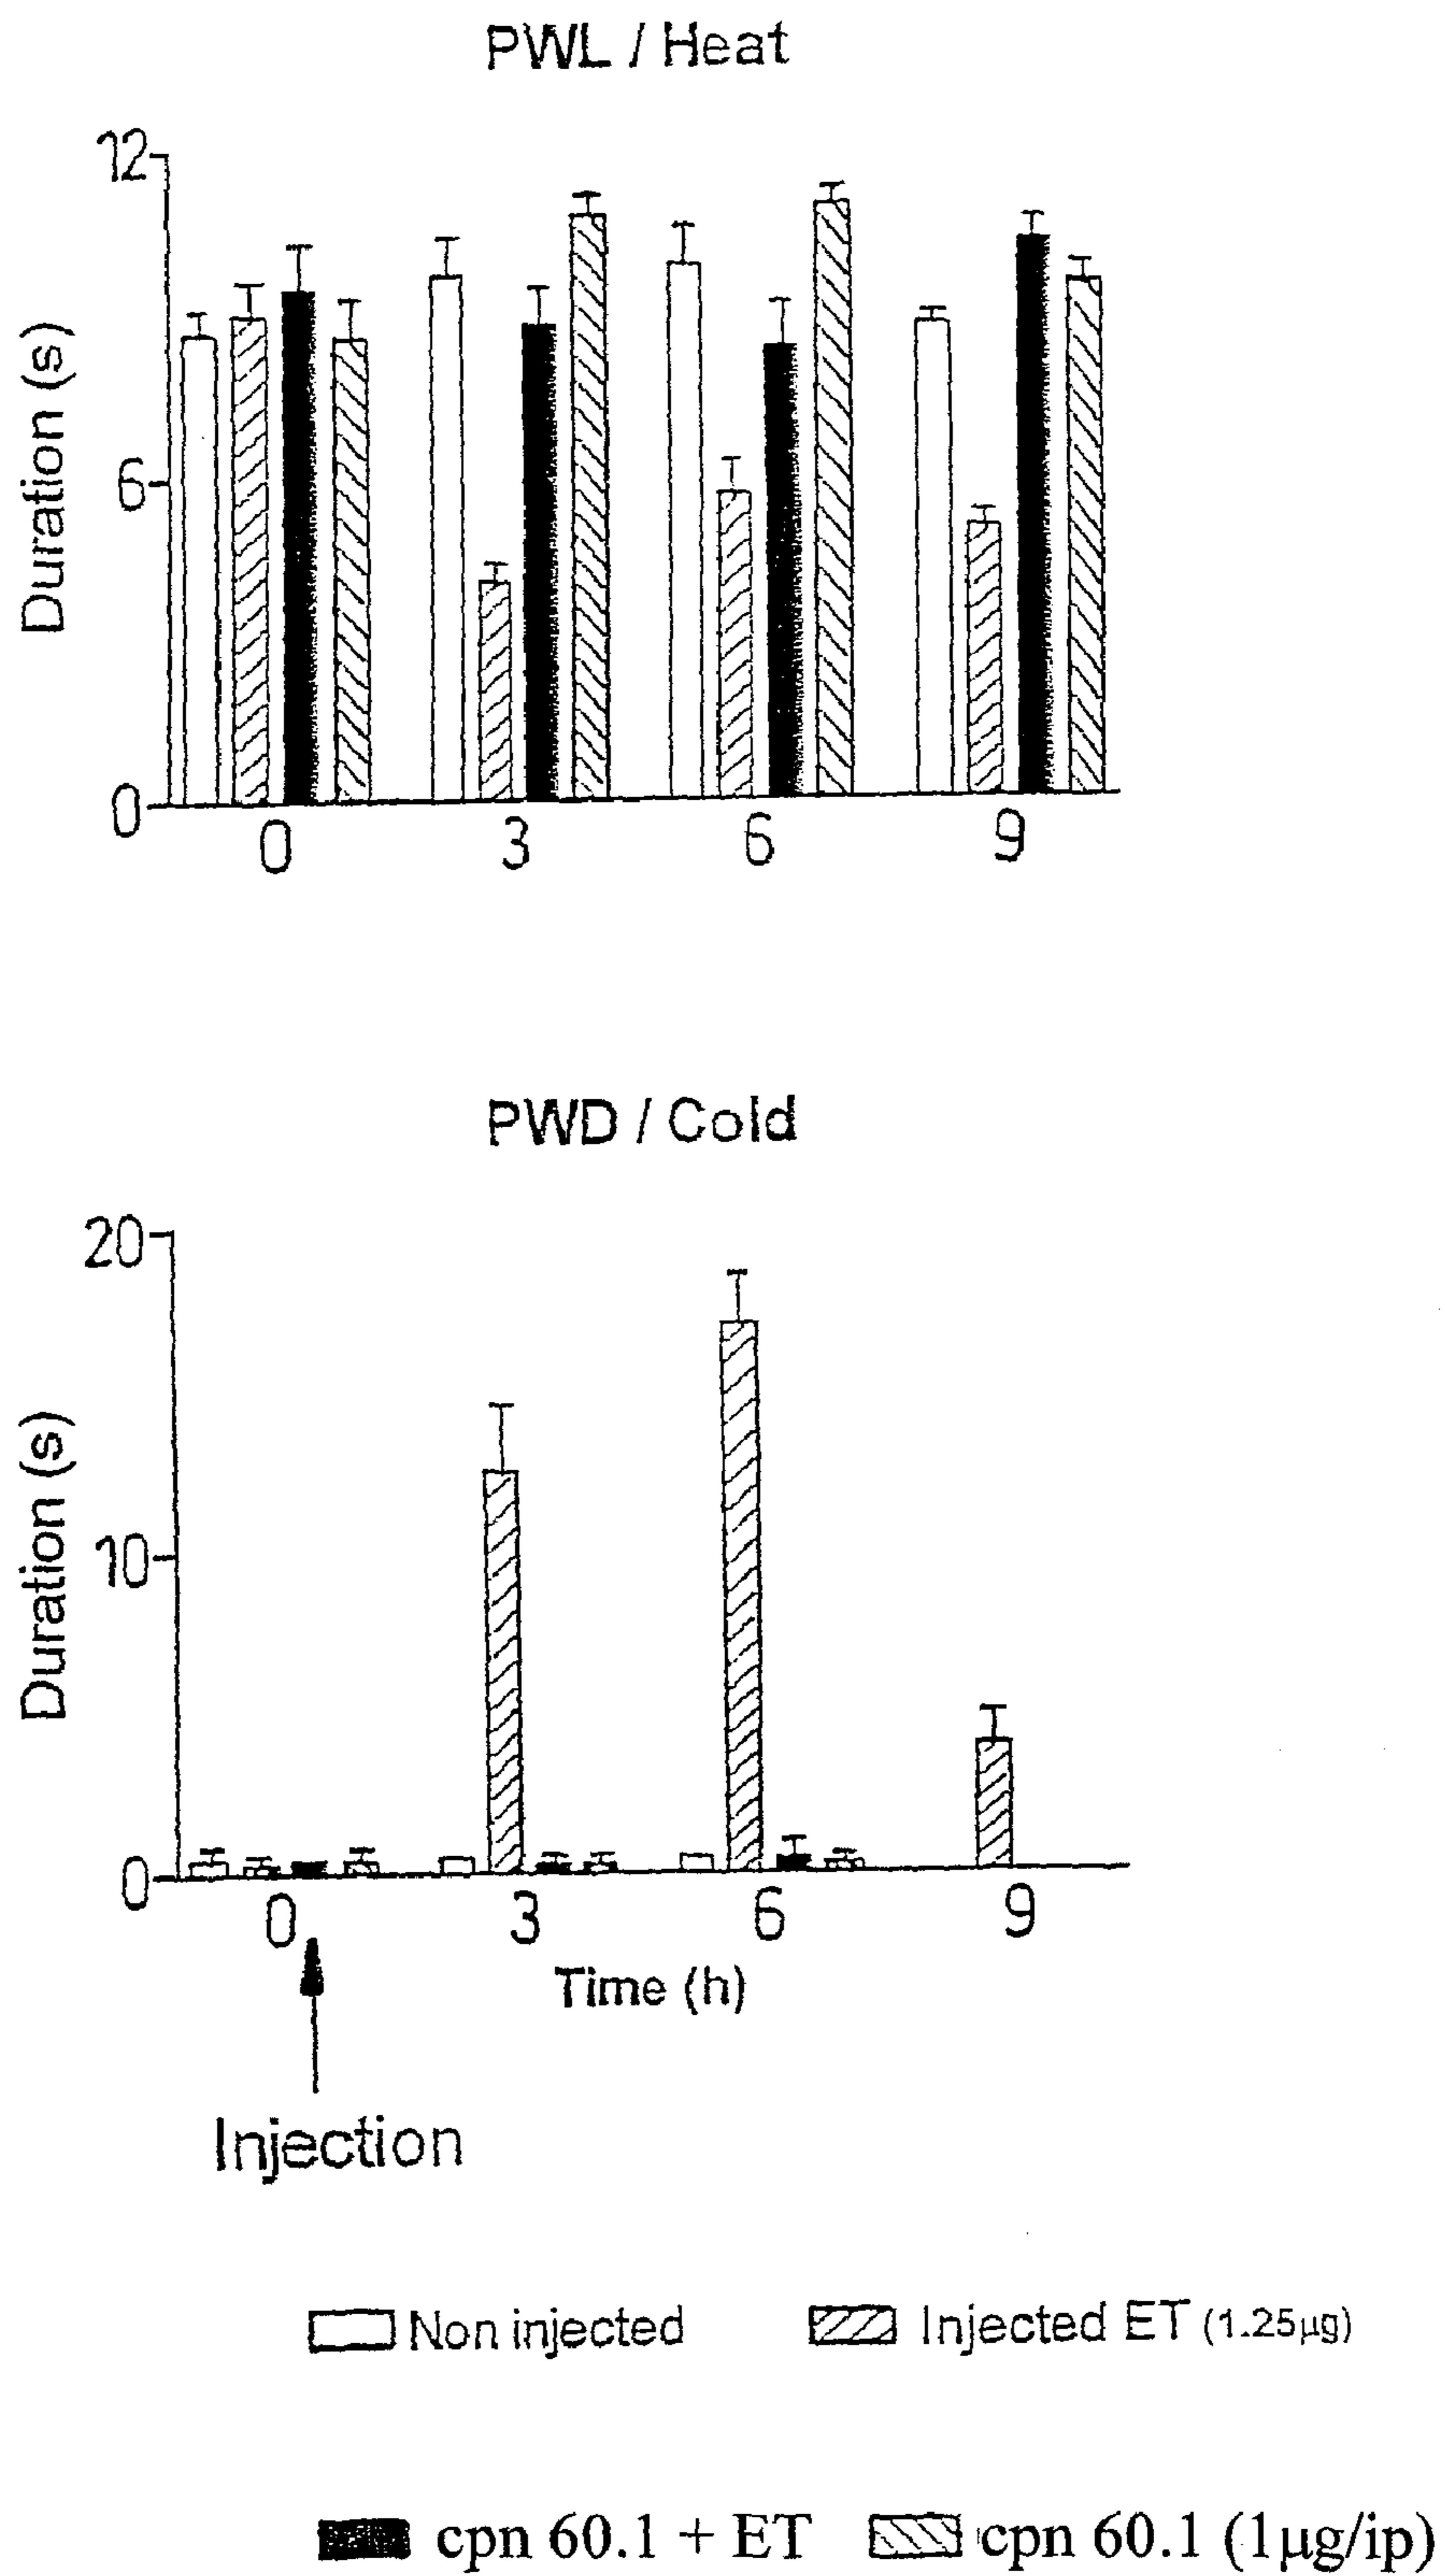 PWL / Heat
12
6
0
Duration (s)
0 3 6 9
PWD / Cold
20
10
0
Duration (s)
0 3 6 9
Time (h)
Injection
Non injected
Injected ET (1.25µg)
cpn 60.1 + ET
cpn 60.1 (1µg/ip)